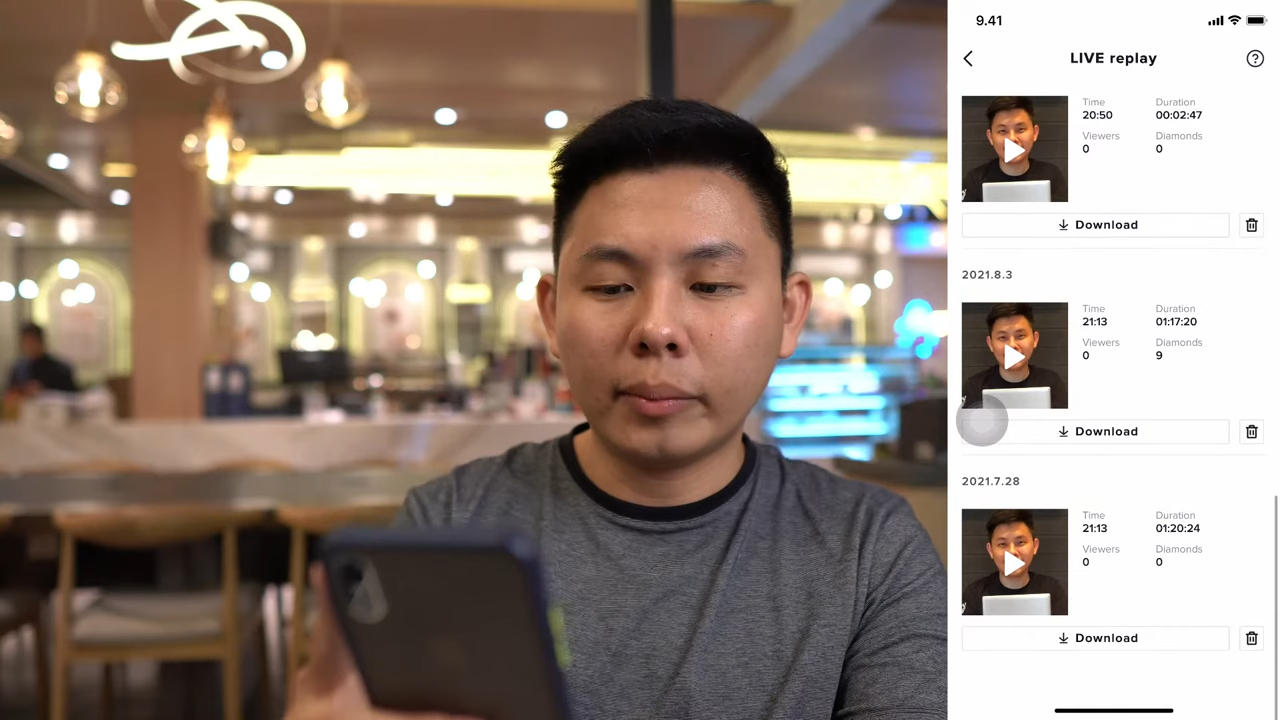 9.41
LIVE replay
Time Duration
20:50 00:02:47
Viewers Diamonds
0 0
Download
2021.8.3
Time Duration
21:13 01:17:20
Viewers Diamonds
0 9
Download
2021.7.28
Time Duration
21:13 01:20:24
Viewers Diamonds
0 0
Download